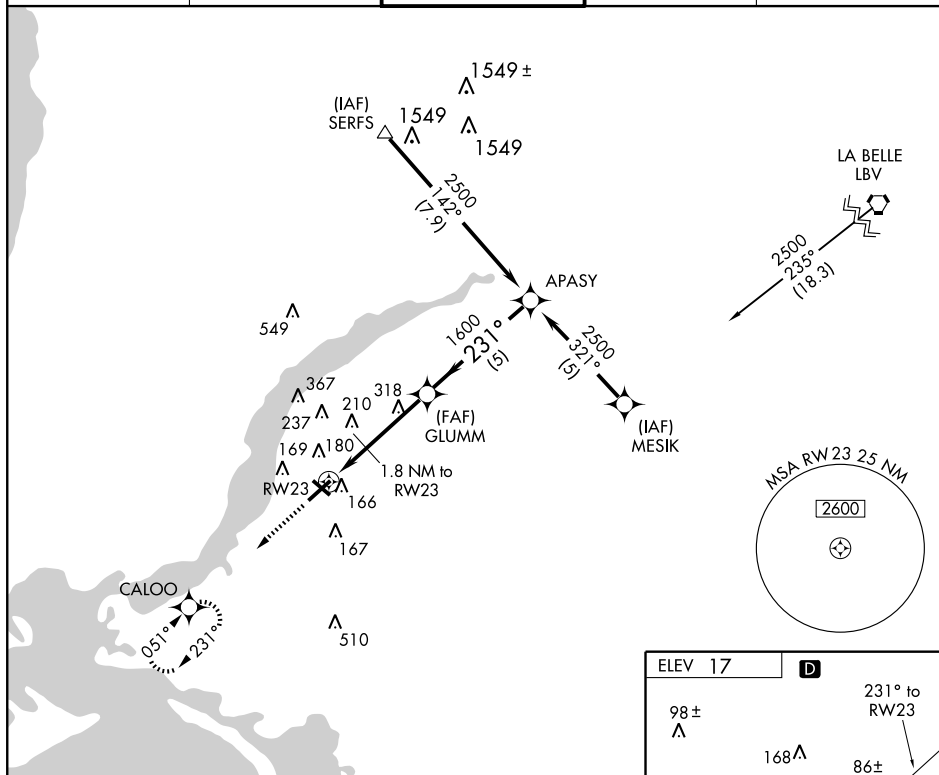 1549 ±
(IAF)
SERFS
1549
1549
LA BELLE
LBV
2500
142°
(7.9)
2500
235°
(18.3)
APASY
549
1600
231°
(5)
2500
321°
(5)
367
318
210
237
(FAF)
GLUMM
(IAF)
MESIK
180
169
1.8 NM to
RW23
RW23
166
MSA RW23 25 NM
2600
167
CALOO
051°
231°
510
ELEV 17
D
231° to
RW23
98 ±
168
86±